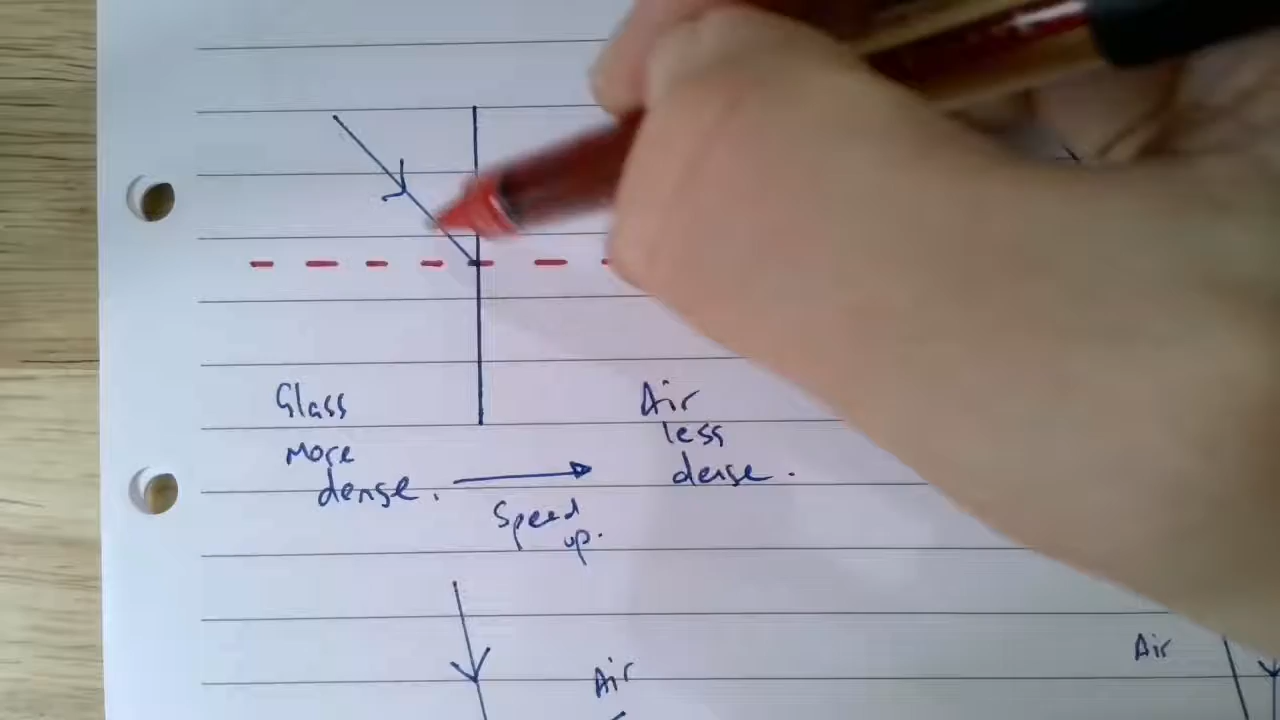 Glass
more
dense.
Air
less
dense.
Speed
up.
Air
Air